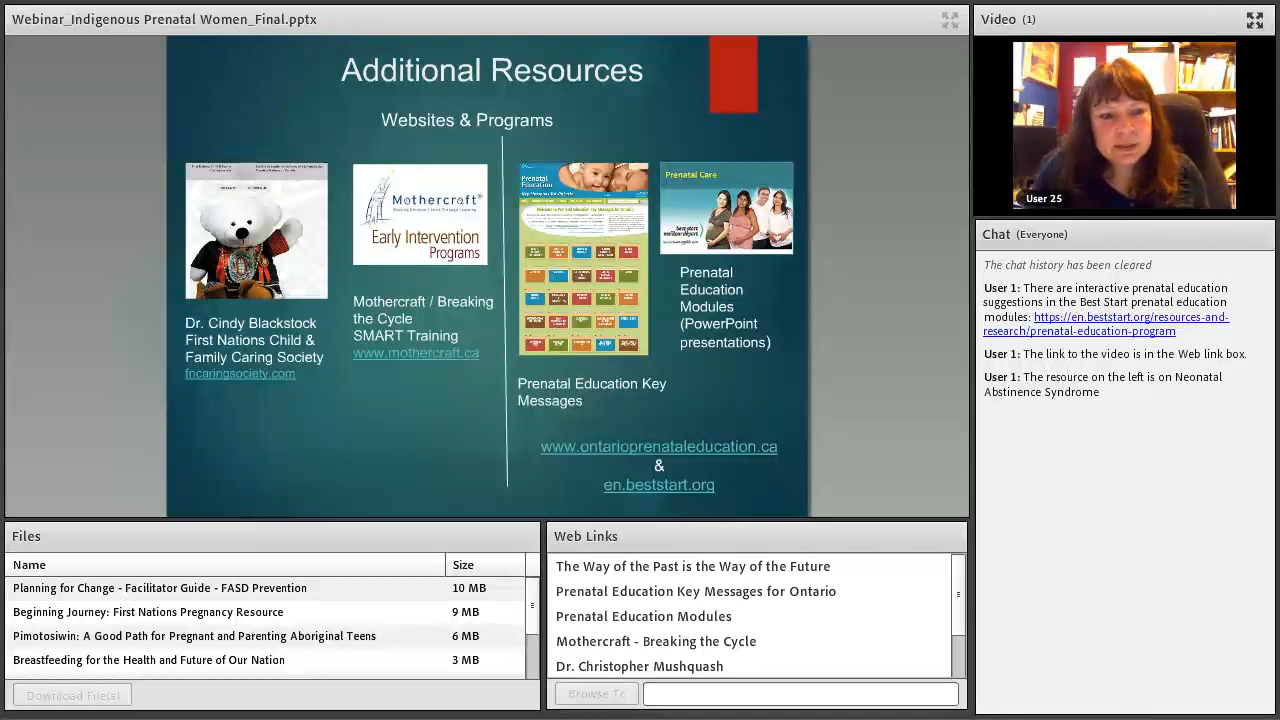 Webinar_Indigenous Prenatal Women_Final.pptx
Additional Resources
Websites & Programs
Mothercraft®
Early Intervention
Programs
Prenatal
Education
Prenatal Care
Dr. Cindy Blackstock
First Nations Child &
Family Caring Society
fncaringsociety.com
Mothercraft / Breaking
the Cycle
SMART Training
www.mothercraft.ca
Prenatal Education Key
Messages
Prenatal
Education
Modules
(PowerPoint
presentations)
www.ontarioprenataleducation.ca
&
en.beststart.org
Video (1)
User 25
Chat (Everyone)
The chat history has been cleared
User 1: There are interactive prenatal education
suggestions in the Best Start prenatal education
modules: https://en.beststart.org/resources-and-
research/prenatal-education-program
User 1: The link to the video is in the Web link box.
User 1: The resource on the left is on Neonatal
Abstinence Syndrome
Files
Name Size
Planning for Change - Facilitator Guide - FASD Prevention 10 MB
Beginning Journey: First Nations Pregnancy Resource 9 MB
Pimotosiwin: A Good Path for Pregnant and Parenting Aboriginal Teens 6 MB
Breastfeeding for the Health and Future of Our Nation 3 MB
Download File(s)
Web Links
The Way of the Past is the Way of the Future
Prenatal Education Key Messages for Ontario
Prenatal Education Modules
Mothercraft - Breaking the Cycle
Dr. Christopher Mushquash
Browse To